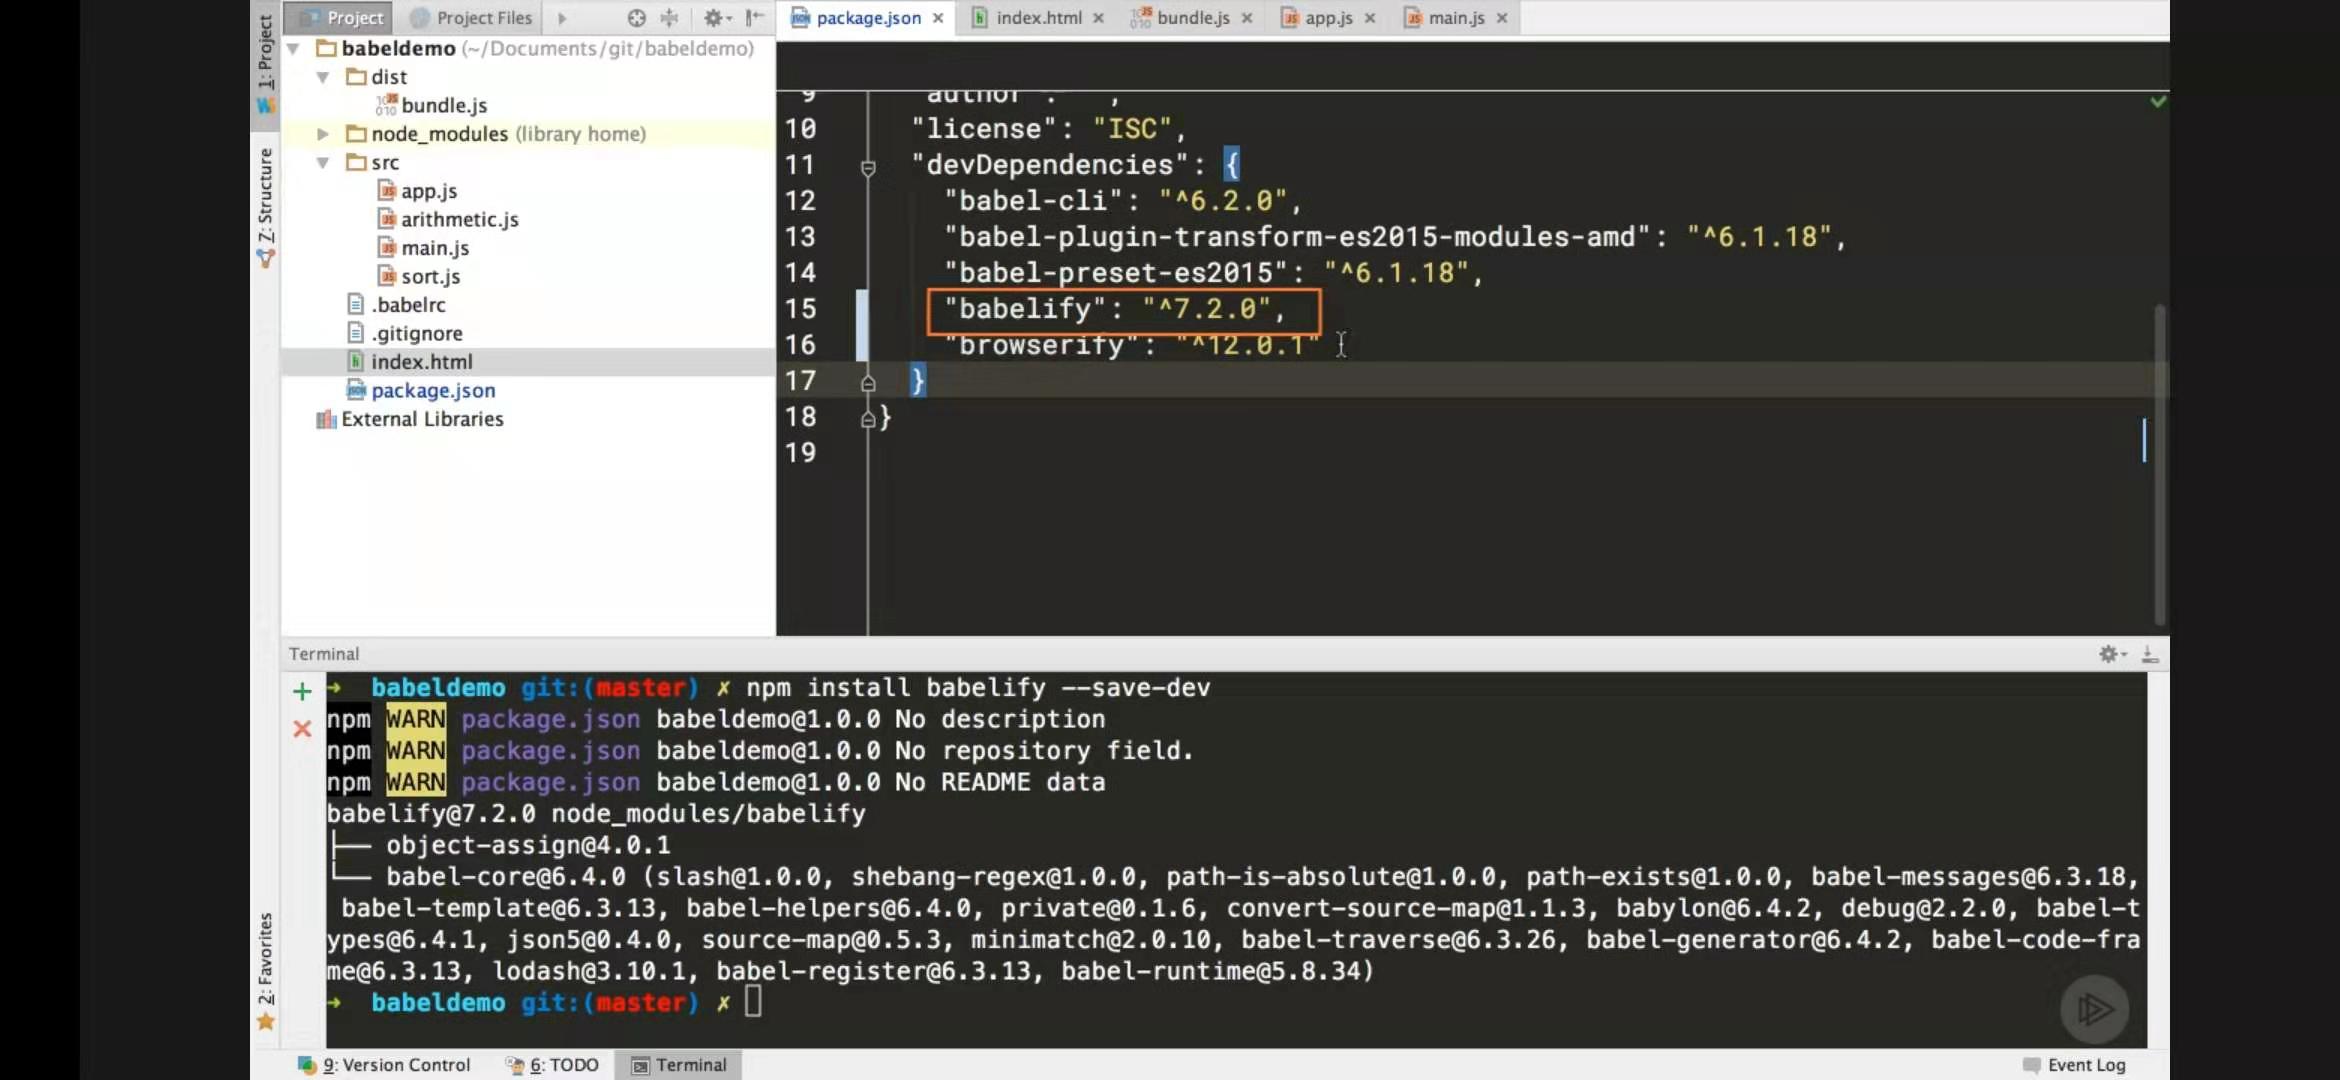 1: Project
Z: Structure
2: Favorites
Project
Project Files
babeldemo (~/Documents/git/babeldemo)
dist
bundle.js
node_modules (library home)
src
app.js
arithmetic.js
main.js
sort.js
.babelrc
.gitignore
index.html
package.json
External Libraries
package.json
index.html
bundle.js
app.js
main.js
9 "author": "",
10 "license": "ISC",
11 "devDependencies": {
12 "babel-cli": "^6.2.0",
13 "babel-plugin-transform-es2015-modules-amd": "^6.1.18",
14 "babel-preset-es2015": "^6.1.18",
15 "babelify": "^7.2.0",
16 "browserify": "^12.0.1"
17 }
18 }
19
Terminal
→ babeldemo git:(master) ✗ npm install babelify --save-dev
npm WARN package.json babeldemo@1.0.0 No description
npm WARN package.json babeldemo@1.0.0 No repository field.
npm WARN package.json babeldemo@1.0.0 No README data
babelify@7.2.0 node_modules/babelify
├── object-assign@4.0.1
└── babel-core@6.4.0 (slash@1.0.0, shebang-regex@1.0.0, path-is-absolute@1.0.0, path-exists@1.0.0, babel-messages@6.3.18,
babel-template@6.3.13, babel-helpers@6.4.0, private@0.1.6, convert-source-map@1.1.3, babylon@6.4.2, debug@2.2.0, babel-t
ypes@6.4.1, json5@0.4.0, source-map@0.5.3, minimatch@2.0.10, babel-traverse@6.3.26, babel-generator@6.4.2, babel-code-fra
me@6.3.13, lodash@3.10.1, babel-register@6.3.13, babel-runtime@5.8.34)
→ babeldemo git:(master) ✗
9: Version Control
6: TODO
Terminal
Event Log